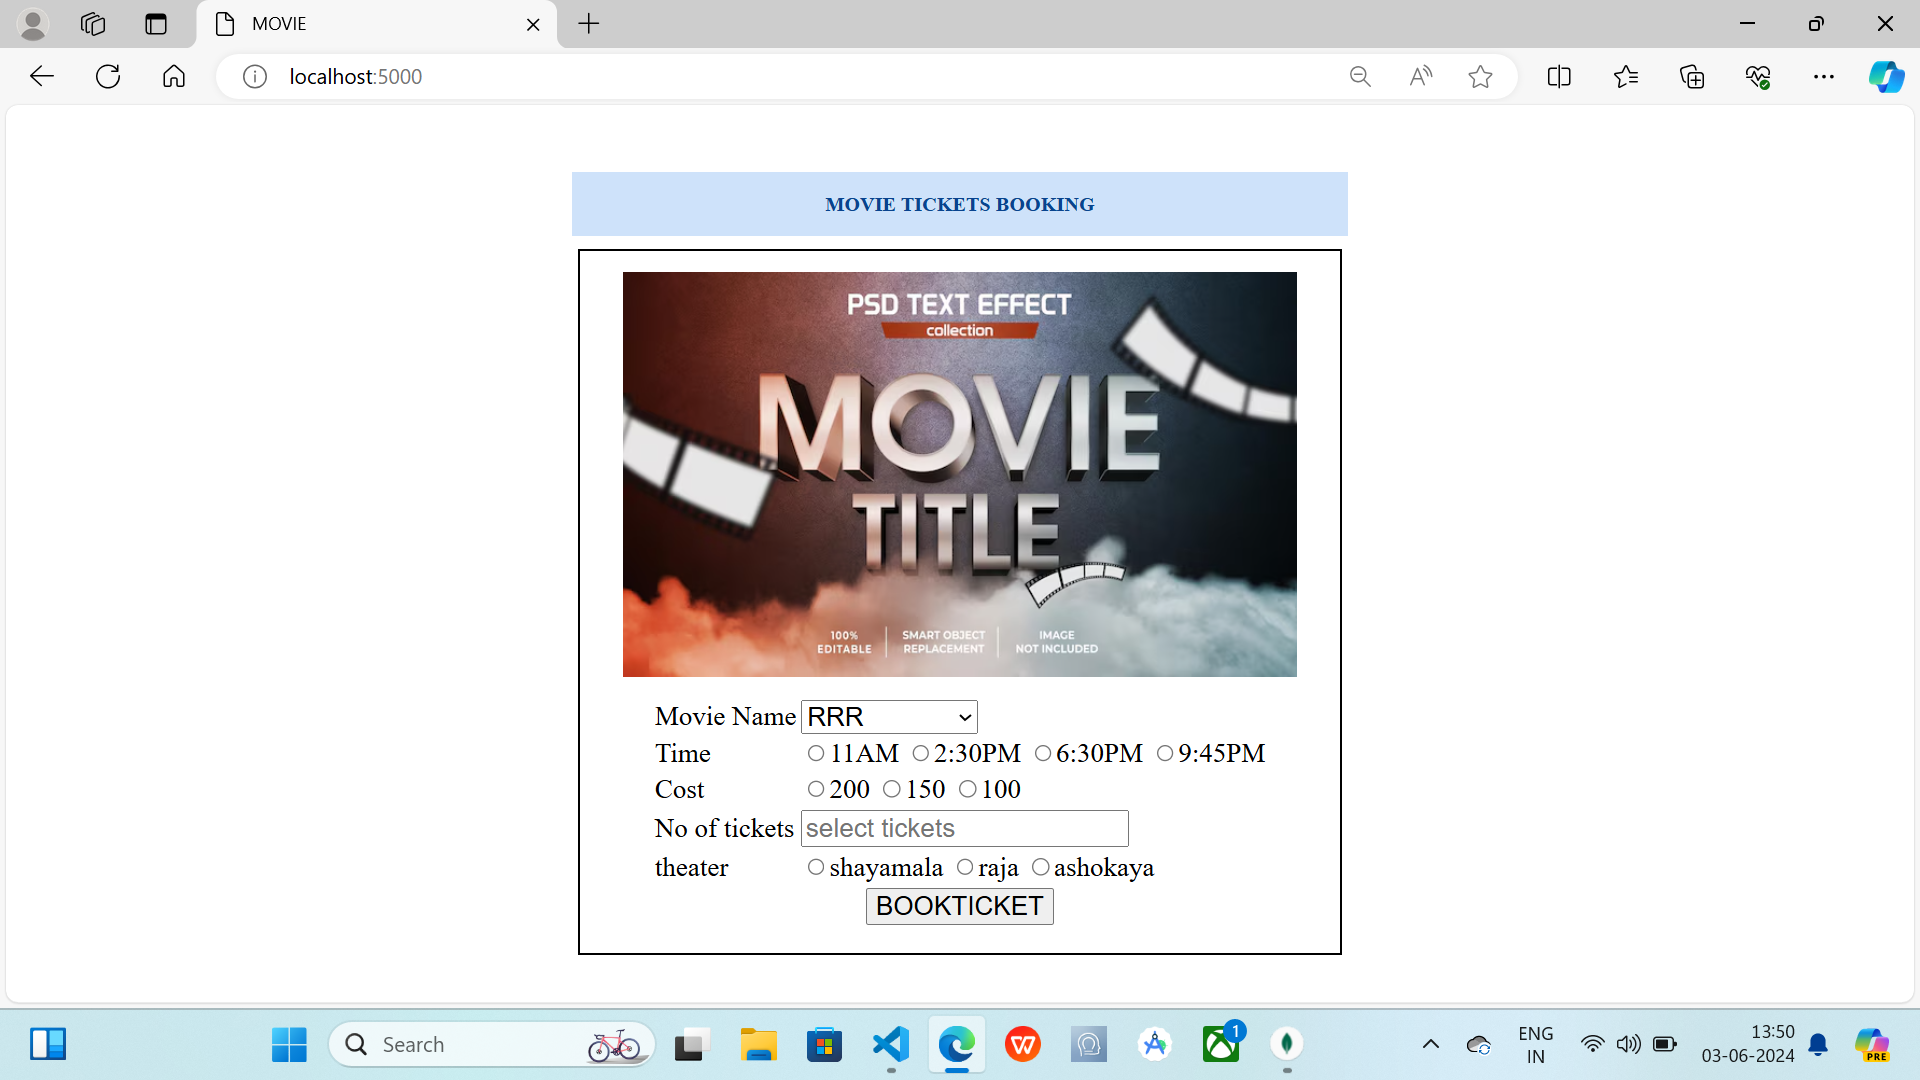 MOVIE
localhost:5000
MOVIE TICKETS BOOKING
PSD TEXT EFFECT
collection
MOVIE
TITLE
100% EDITABLE
SMART OBJECT REPLACEMENT
IMAGE NOT INCLUDED
Movie Name RRR
Time 11AM 2:30PM 6:30PM 9:45PM
Cost 200 150 100
No of tickets select tickets
theater shayamala raja ashokaya
BOOKTICKET
Search
1
ENG
IN
13:50
03-06-2024
PRE